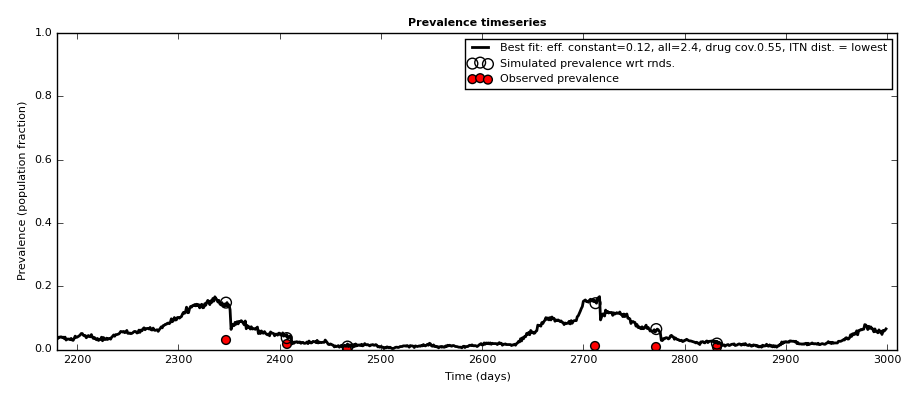 Prevalence timeseries
Best fit: eff. constant=0.12, all=2.4, drug cov.0.55, ITN dist. = lowest
Simulated prevalence wrt rnds.
Observed prevalence
Prevalence (population fraction)
1.0
0.8
0.6
0.4
0.2
0.0
2200 2300 2400 2500 2600 2700 2800 2900 3000
Time (days)